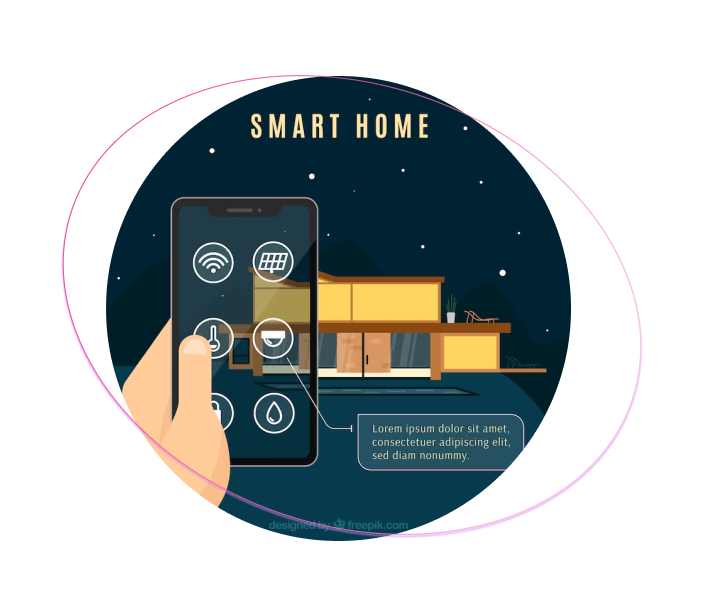 SMART HOME
Lorem ipsum dolor sit amet,
consectetuer adipiscing elit,
sed diam nonummy.
designed by freepik.com